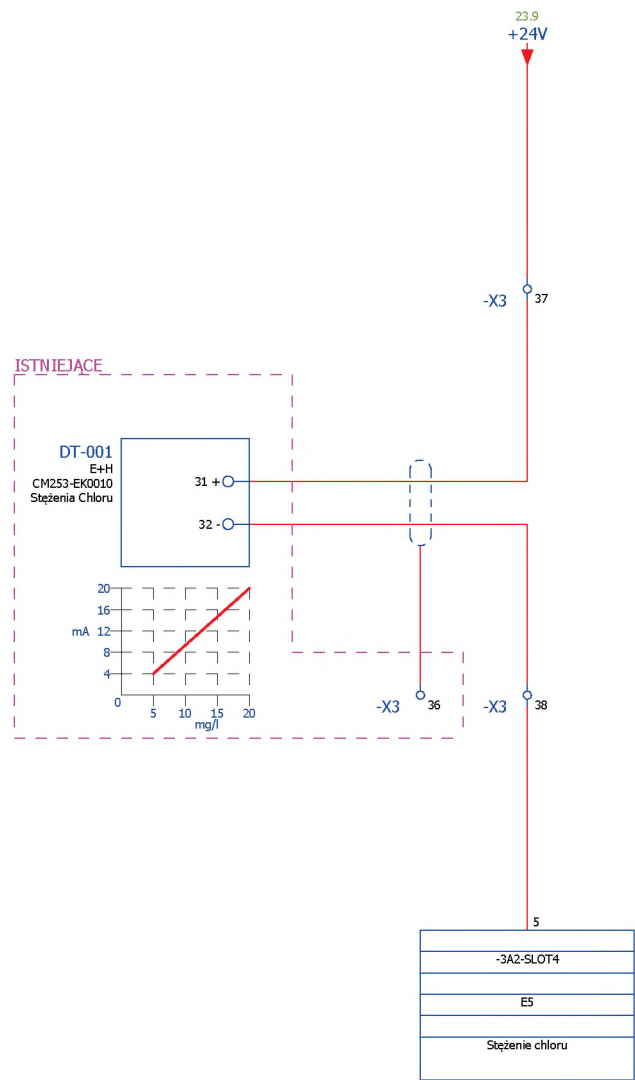 23.9
+24V
-X3
37
ISTNIEJĄCE
DT-001
E+H
CM253-EK0010
Stężenia Chloru
31 +
32 -
20
16
mA 12
8
4
0
5 10 15 20
mg/l
-X3 36
-X3 38
5
-3A2-SLOT4
E5
Stężenie chloru